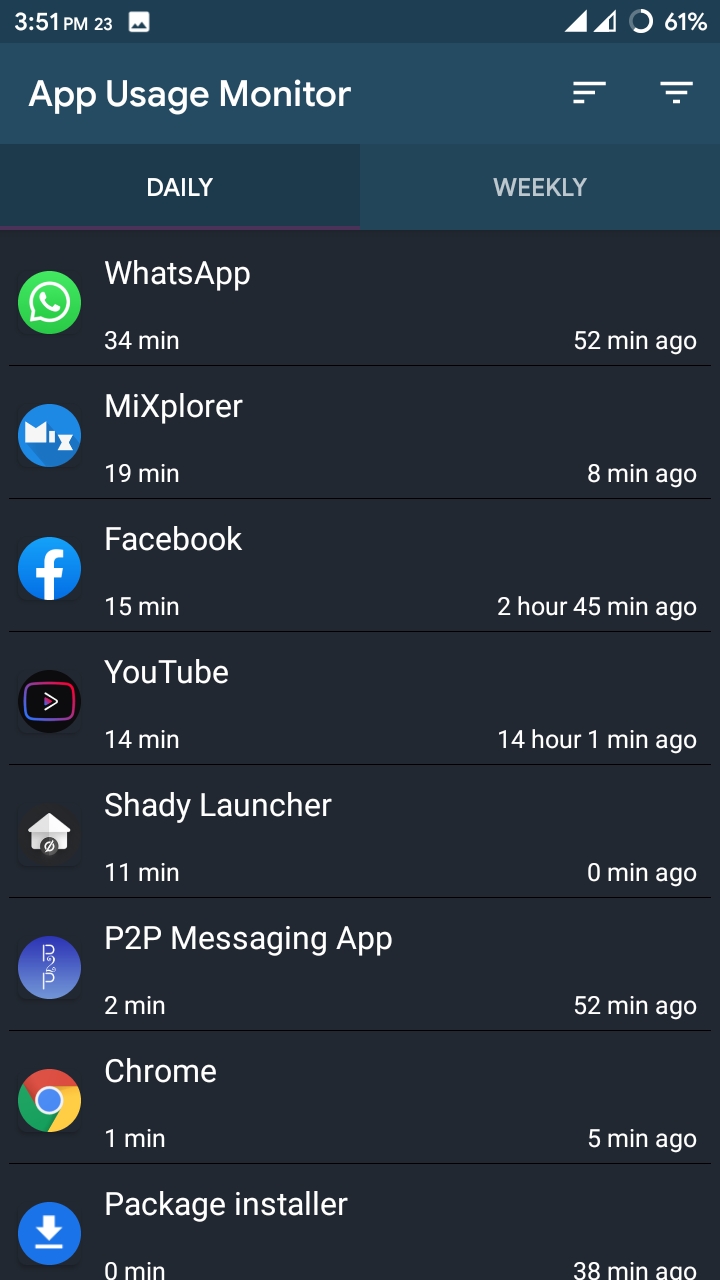 3:51 PM 23 61%
App Usage Monitor
DAILY WEEKLY
WhatsApp
34 min 52 min ago
MiXplorer
19 min 8 min ago
Facebook
15 min 2 hour 45 min ago
YouTube
14 min 14 hour 1 min ago
Shady Launcher
11 min 0 min ago
P2P
P2P Messaging App
2 min 52 min ago
Chrome
1 min 5 min ago
Package installer
0 min 38 min ago